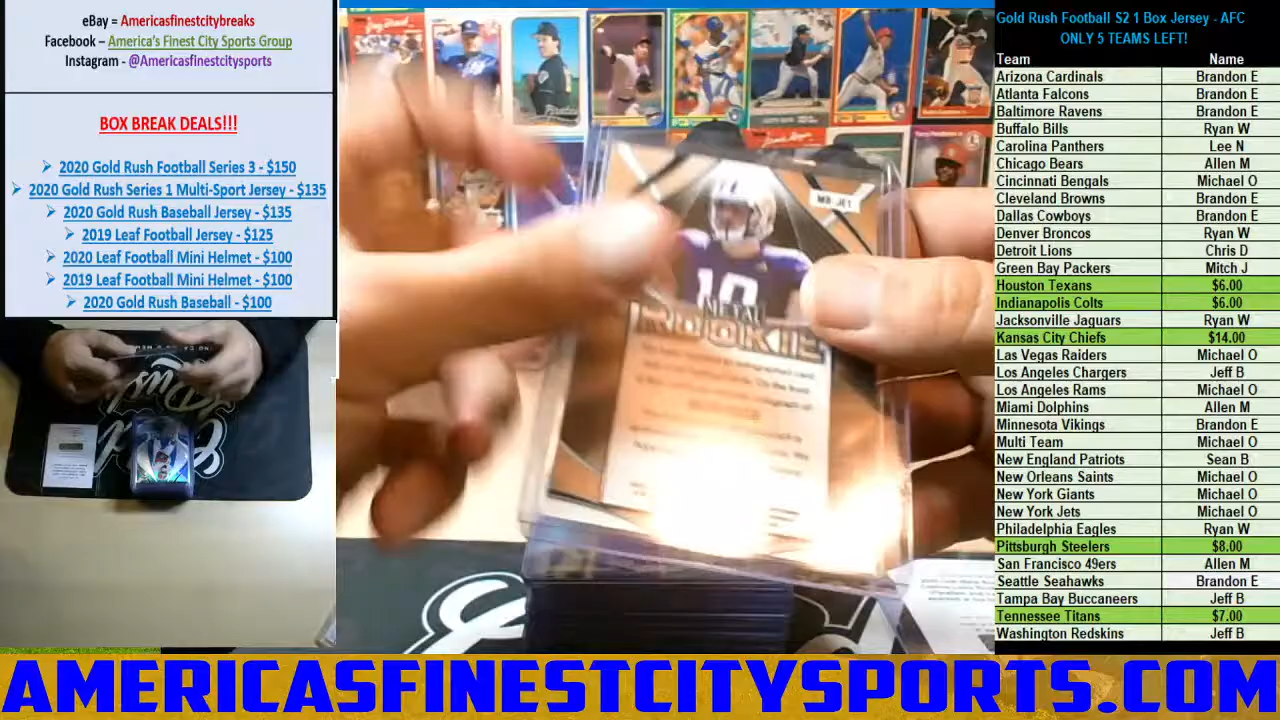 eBay = Americasfinestcitybreaks
Facebook – America's Finest City Sports Group
Instagram - @Americasfinestcitysports
BOX BREAK DEALS!!!
2020 Gold Rush Football Series 3 - $150
2020 Gold Rush Series 1 Multi-Sport Jersey - $135
2020 Gold Rush Baseball Jersey - $135
2019 Leaf Football Jersey - $125
2020 Leaf Football Mini Helmet - $100
2019 Leaf Football Mini Helmet - $100
2020 Gold Rush Baseball - $100
MB-JE1
10
METAL
ROOKIE
Gold Rush Football S2 1 Box Jersey - AFC
ONLY 5 TEAMS LEFT!
Team Name
Arizona Cardinals Brandon E
Atlanta Falcons Brandon E
Baltimore Ravens Brandon E
Buffalo Bills Ryan W
Carolina Panthers Lee N
Chicago Bears Allen M
Cincinnati Bengals Michael O
Cleveland Browns Brandon E
Dallas Cowboys Brandon E
Denver Broncos Ryan W
Detroit Lions Chris D
Green Bay Packers Mitch J
Houston Texans $6.00
Indianapolis Colts $6.00
Jacksonville Jaguars Ryan W
Kansas City Chiefs $14.00
Las Vegas Raiders Michael O
Los Angeles Chargers Jeff B
Los Angeles Rams Michael O
Miami Dolphins Allen M
Minnesota Vikings Brandon E
Multi Team Michael O
New England Patriots Sean B
New Orleans Saints Michael O
New York Giants Michael O
New York Jets Michael O
Philadelphia Eagles Ryan W
Pittsburgh Steelers $8.00
San Francisco 49ers Allen M
Seattle Seahawks Brandon E
Tampa Bay Buccaneers Jeff B
Tennessee Titans $7.00
Washington Redskins Jeff B
AMERICASFINESTCITYSPORTS.COM